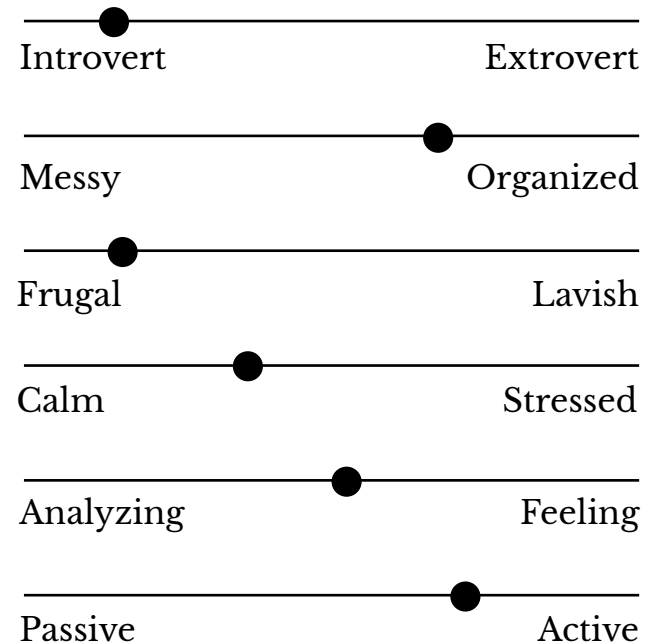 Introvert Extrovert
Messy Organized
Frugal Lavish
Calm Stressed
Analyzing Feeling
Passive Active